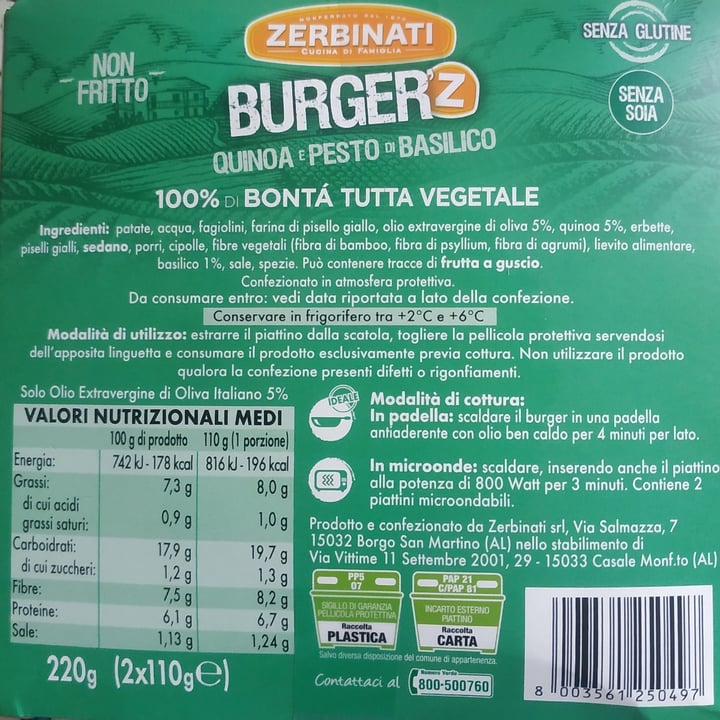 MONFERRATO DAL 1970
ZERBINATI
CUCINA DI FAMIGLIA
NON
FRITTO
SENZA GLUTINE
SENZA
SOIA
BURGER'Z
QUINOA E PESTO DI BASILICO
100% DI BONTÁ TUTTA VEGETALE
Ingredienti: patate, acqua, fagiolini, farina di pisello giallo, olio extravergine di oliva 5%, quinoa 5%, erbette,
piselli gialli, sedano, porri, cipolle, fibre vegetali (fibra di bamboo, fibra di psyllium, fibra di agrumi), lievito alimentare,
basilico 1%, sale, spezie. Può contenere tracce di frutta a guscio.
Confezionato in atmosfera protettiva.
Da consumare entro: vedi data riportata a lato della confezione.
Conservare in frigorifero tra +2°C e +6°C
Modalità di utilizzo: estrarre il piattino dalla scatola, togliere la pellicola protettiva servendosi
dell'apposita linguetta e consumare il prodotto esclusivamente previa cottura. Non utilizzare il prodotto
qualora la confezione presenti difetti o rigonfiamenti.
Solo Olio Extravergine di Oliva Italiano 5%
VALORI NUTRIZIONALI MEDI
100 g di prodotto 110 g (1 porzione)
Energia: 742 kJ - 178 kcal 816 kJ - 196 kcal
Grassi: 7,3 g 8,0 g
di cui acidi
grassi saturi: 0,9 g 1,0 g
Carboidrati: 17,9 g 19,7 g
di cui zuccheri: 1,2 g 1,3 g
Fibre: 7,5 g 8,2 g
Proteine: 6,1 g 6,7 g
Sale: 1,13 g 1,24 g
220g (2x110g℮)
IDEALE
Modalità di cottura:
In padella: scaldare il burger in una padella
antiaderente con olio ben caldo per 4 minuti per lato.
In microonde: scaldare, inserendo anche il piattino
alla potenza di 800 Watt per 3 minuti. Contiene 2
piattini microondabili.
Prodotto e confezionato da Zerbinati srl, Via Salmazza, 7
15032 Borgo San Martino (AL) nello stabilimento di
Via Vittime 11 Settembre 2001, 29 - 15033 Casale Monf.to (AL)
PP5
07
SIGILLO DI GARANZIA
PELLICOLA PROTETTIVA
Raccolta
PLASTICA
PAP 21
C/PAP 81
INCARTO ESTERNO
PIATTINO
Raccolta
CARTA
Salvo diversa disposizione del comune di appartenenza.
Contattaci al
Numero Verde
800-500760
8 003561 250497